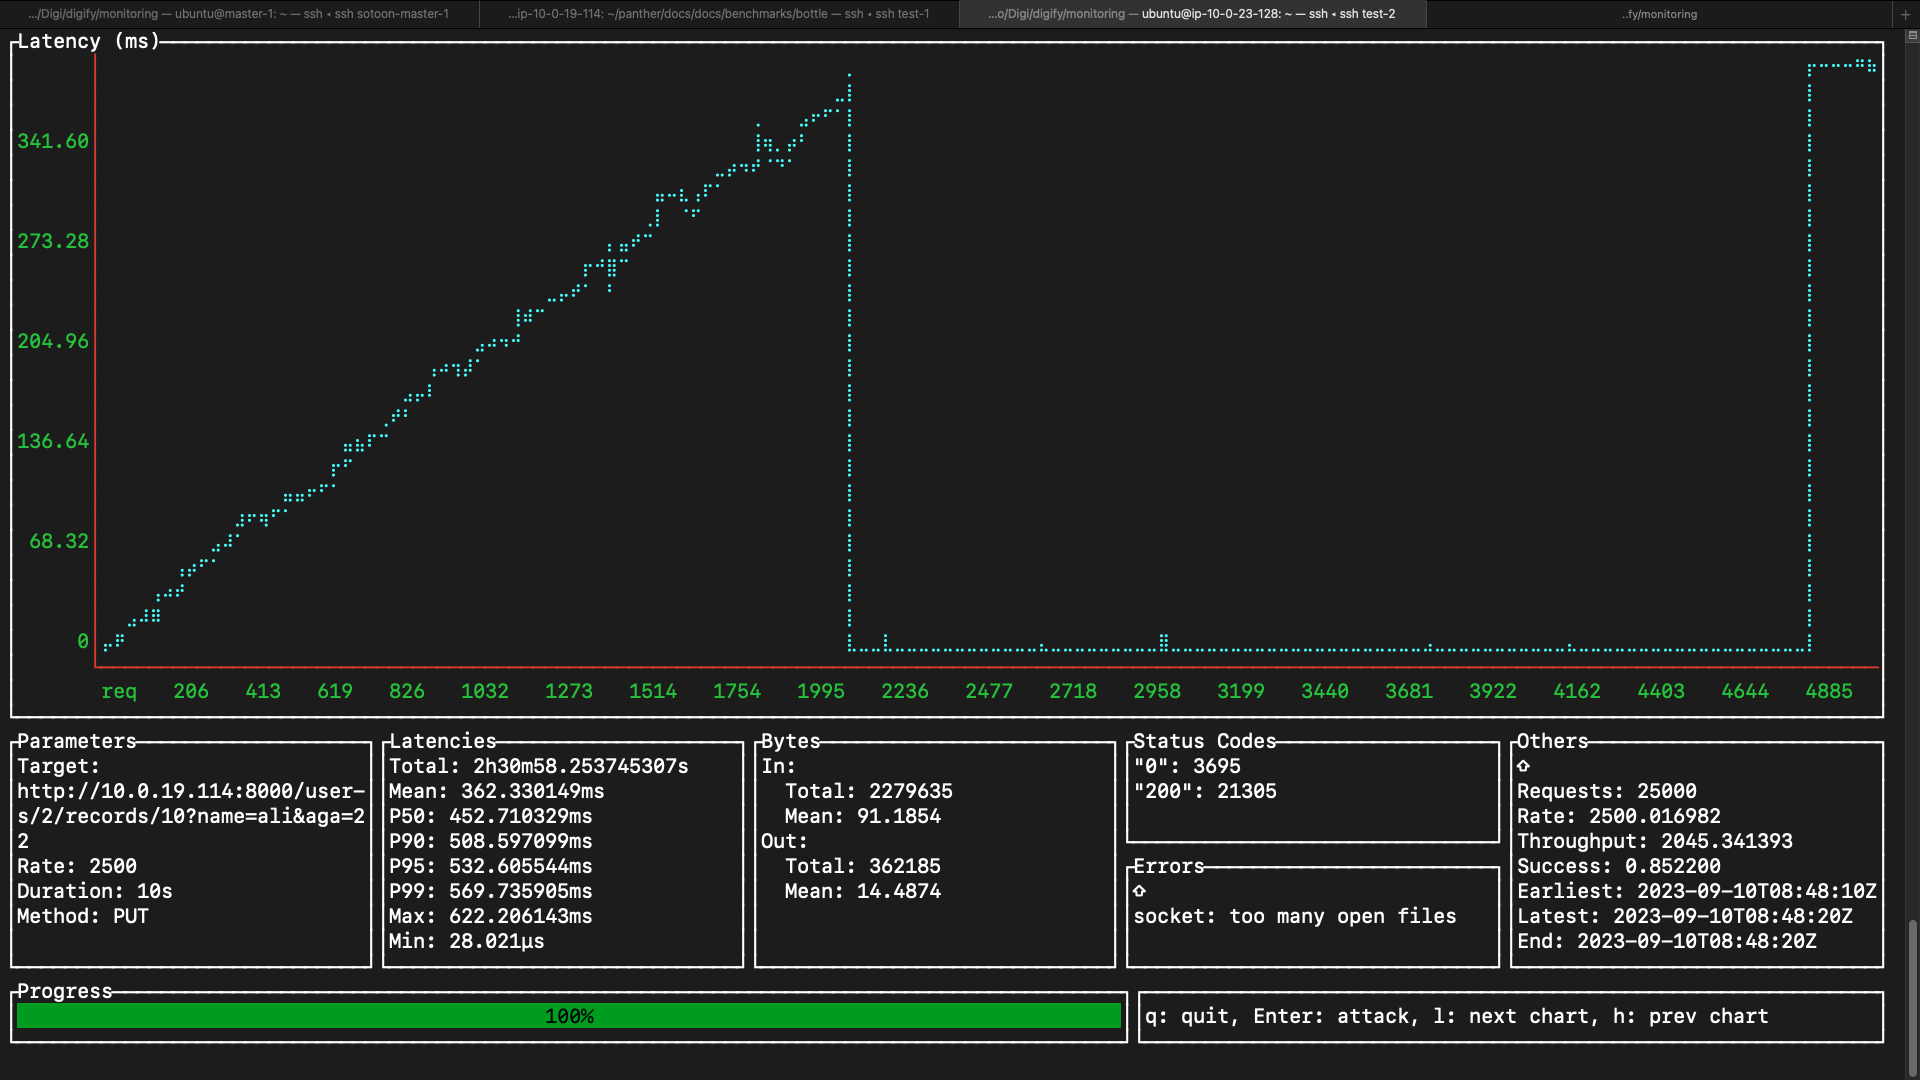 .../Digi/digify/monitoring — ubuntu@master-1: ~ — ssh ◂ ssh sotoon-master-1
...ip-10-0-19-114: ~/panther/docs/docs/benchmarks/bottle — ssh ◂ ssh test-1
...o/Digi/digify/monitoring — ubuntu@ip-10-0-23-128: ~ — ssh ◂ ssh test-2
..fy/monitoring
Latency (ms)
341.60
273.28
204.96
136.64
68.32
0
req 206 413 619 826 1032 1273 1514 1754 1995 2236 2477 2718 2958 3199 3440 3681 3922 4162 4403 4644 4885
Parameters
Target:
http://10.0.19.114:8000/user-
s/2/records/10?name=ali&aga=2
2
Rate: 2500
Duration: 10s
Method: PUT
Latencies
Total: 2h30m58.253745307s
Mean: 362.330149ms
P50: 452.710329ms
P90: 508.597099ms
P95: 532.605544ms
P99: 569.735905ms
Max: 622.206143ms
Min: 28.021µs
Bytes
In:
Total: 2279635
Mean: 91.1854
Out:
Total: 362185
Mean: 14.4874
Status Codes
"0": 3695
"200": 21305
Errors
⇧
socket: too many open files
Others
⇧
Requests: 25000
Rate: 2500.016982
Throughput: 2045.341393
Success: 0.852200
Earliest: 2023-09-10T08:48:10Z
Latest: 2023-09-10T08:48:20Z
End: 2023-09-10T08:48:20Z
Progress
100%
q: quit, Enter: attack, l: next chart, h: prev chart